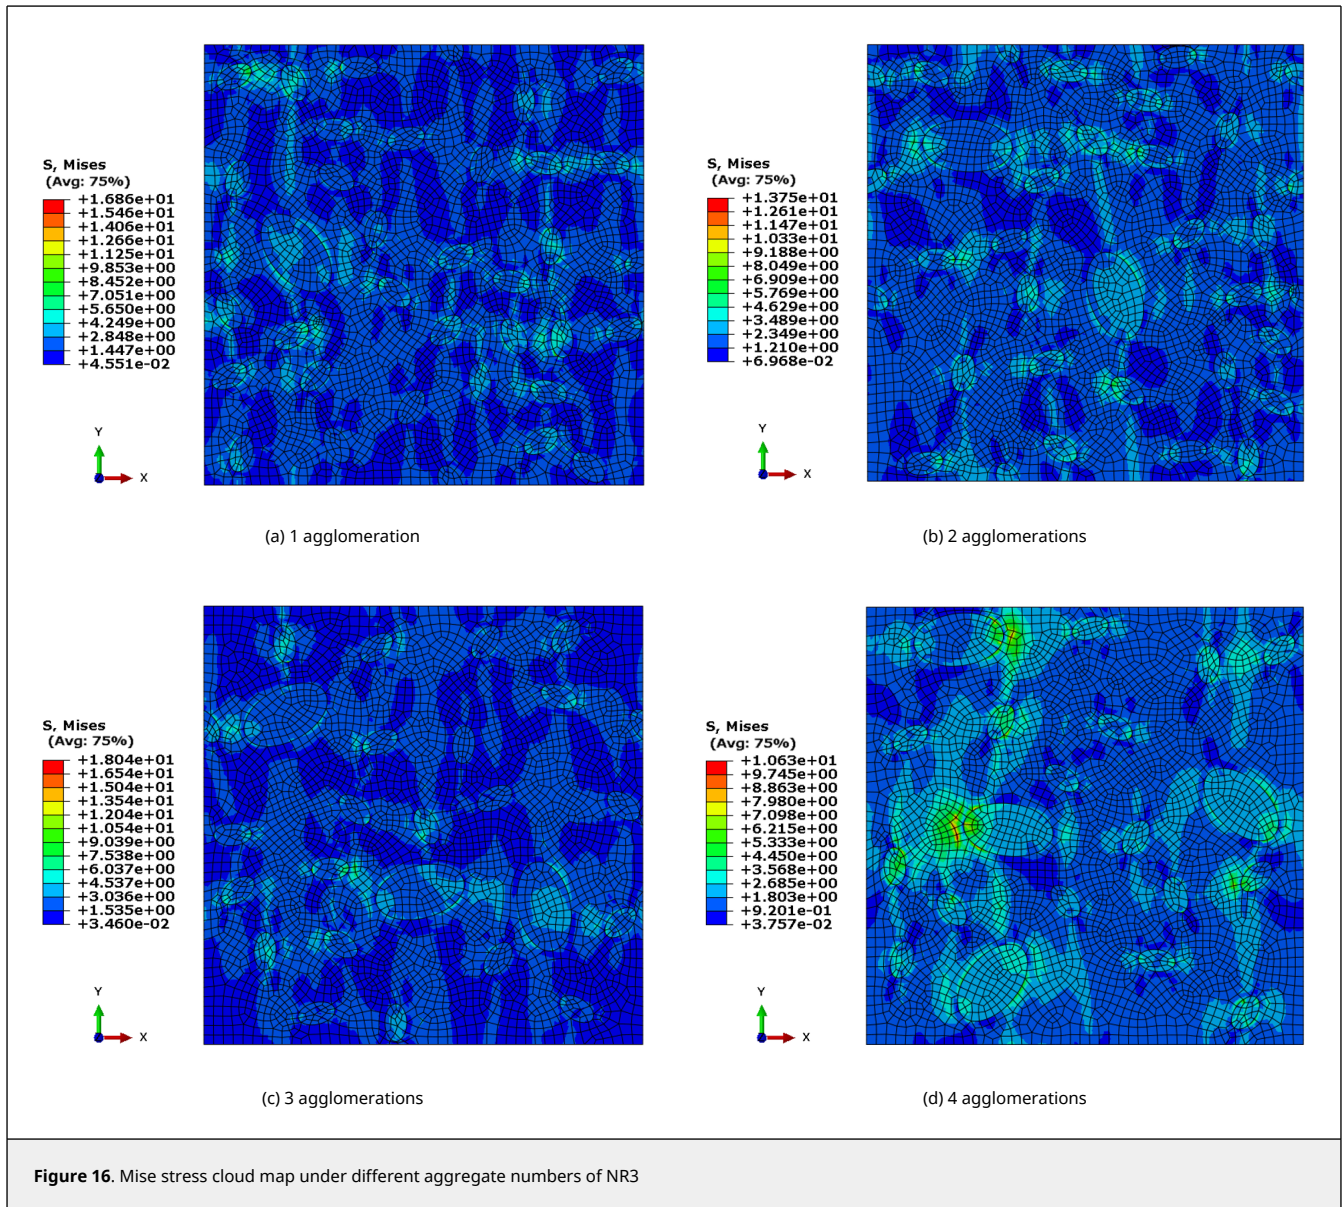 S, Mises
(Avg: 75%)
+1.686e+01
+1.546e+01
+1.406e+01
+1.266e+01
+1.125e+01
+9.853e+00
+8.452e+00
+7.051e+00
+5.650e+00
+4.249e+00
+2.848e+00
+1.447e+00
+4.551e-02
Y
X
(a) 1 agglomeration
S, Mises
(Avg: 75%)
+1.375e+01
+1.261e+01
+1.147e+01
+1.033e+01
+9.188e+00
+8.049e+00
+6.909e+00
+5.769e+00
+4.629e+00
+3.489e+00
+2.349e+00
+1.210e+00
+6.968e-02
Y
X
(b) 2 agglomerations
S, Mises
(Avg: 75%)
+1.804e+01
+1.654e+01
+1.504e+01
+1.354e+01
+1.204e+01
+1.054e+01
+9.039e+00
+7.538e+00
+6.037e+00
+4.537e+00
+3.036e+00
+1.535e+00
+3.460e-02
Y
X
(c) 3 agglomerations
S, Mises
(Avg: 75%)
+1.063e+01
+9.745e+00
+8.863e+00
+7.980e+00
+7.098e+00
+6.215e+00
+5.333e+00
+4.450e+00
+3.568e+00
+2.685e+00
+1.803e+00
+9.201e-01
+3.757e-02
Y
X
(d) 4 agglomerations
Figure 16. Mise stress cloud map under different aggregate numbers of NR3